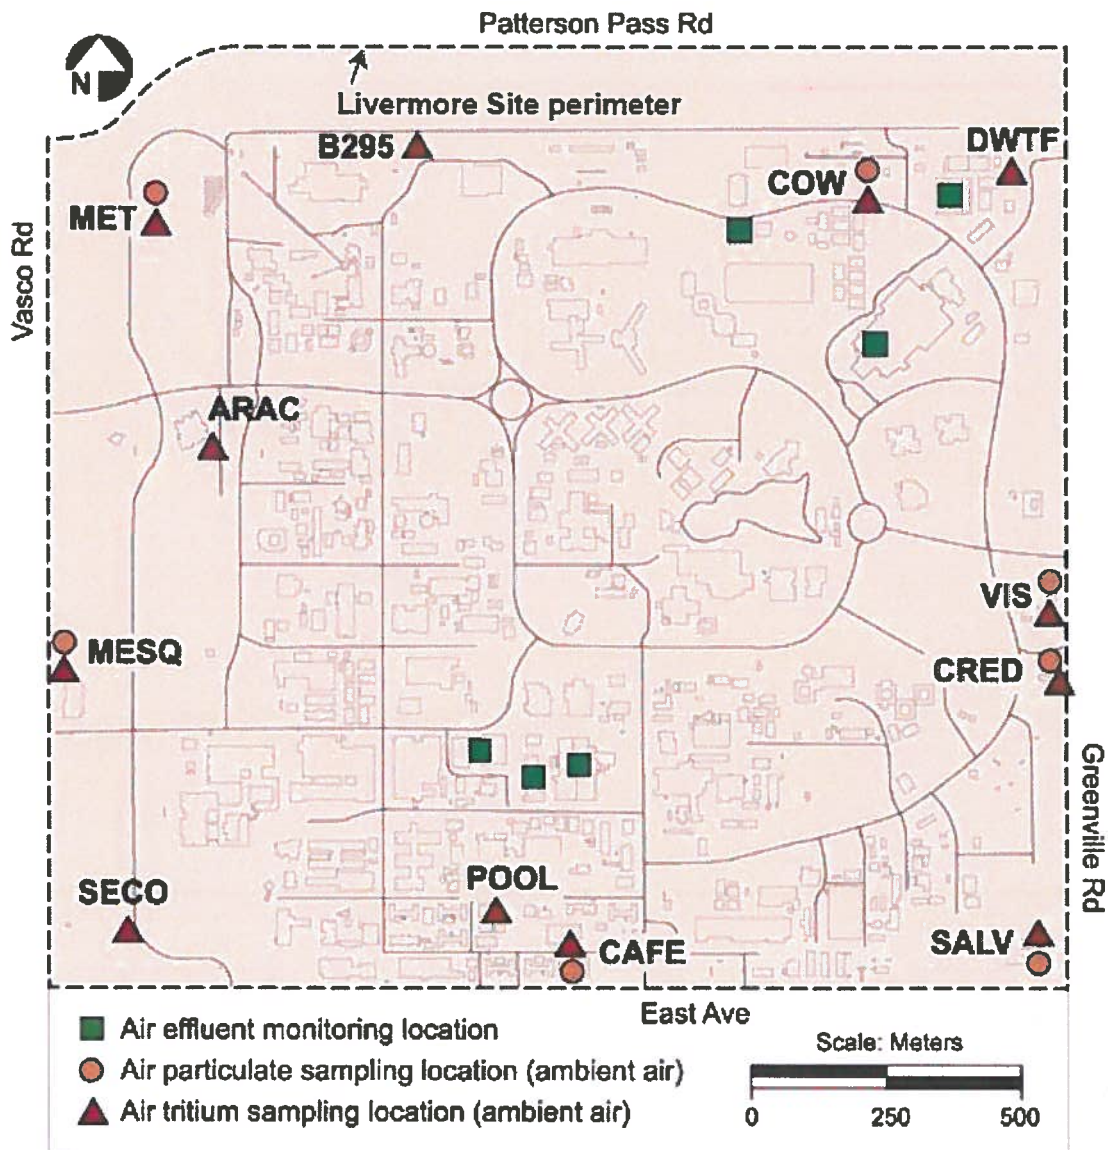 Patterson Pass Rd
N
Livermore Site perimeter
B295
DWTF
COW
MET
Vasco Rd
ARAC
VIS
MESQ
CRED
Greenville Rd
SECO
POOL
CAFE
SALV
East Ave
Air effluent monitoring location
Air particulate sampling location (ambient air)
Air tritium sampling location (ambient air)
Scale: Meters
0 250 500